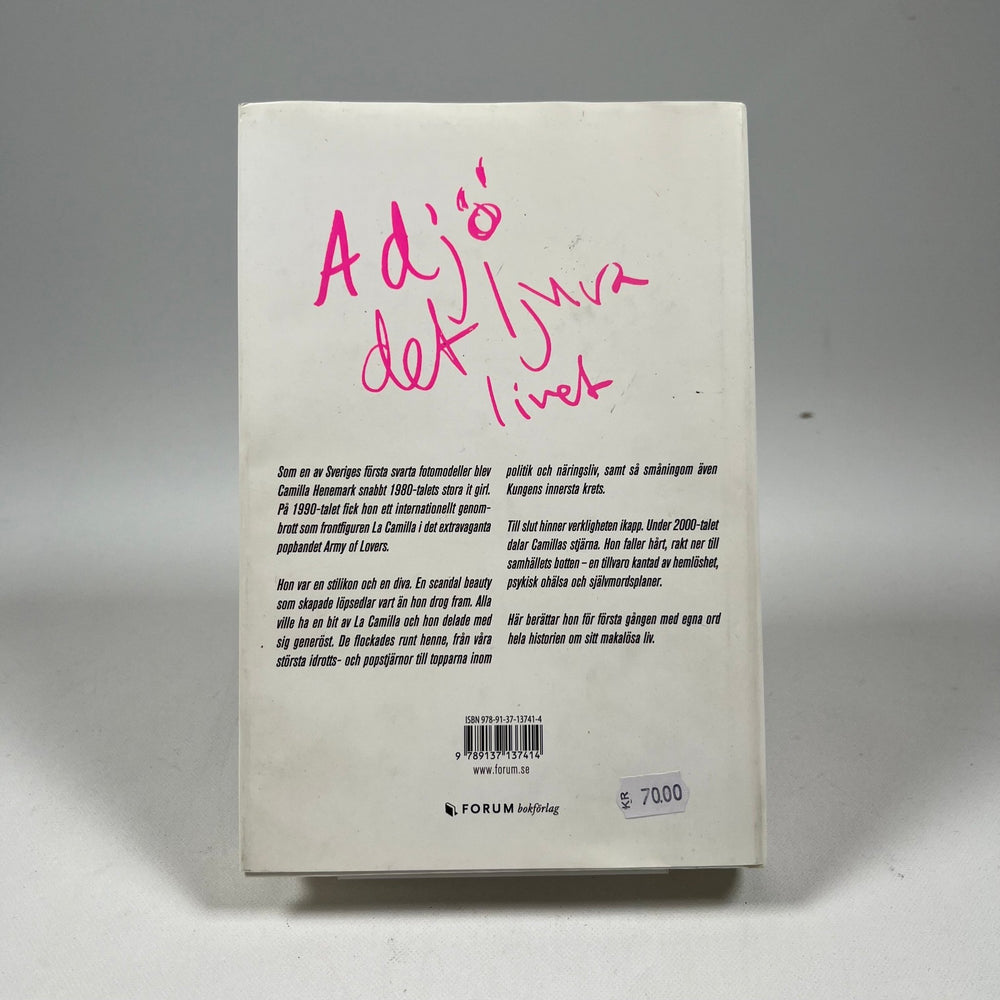 Adjö
det ljuva
livet
Som en av Sveriges första svarta fotomodeller blev
Camilla Henemark snabbt 1980-talets stora it girl.
På 1990-talet fick hon ett internationellt genom-
brott som frontfiguren La Camilla i det extravaganta
popbandet Army of Lovers.
Hon var en stilikon och en diva. En scandal beauty
som skapade löpsedlar vart än hon drog fram. Alla
ville ha en bit av La Camilla och hon delade med
sig generöst. De flockades runt henne, från våra
största idrotts- och popstjärnor till topparna inom
politik och näringsliv, samt så småningom även
Kungens innersta krets.
Till slut hinner verkligheten ikapp. Under 2000-talet
dalar Camillas stjärna. Hon faller hårt, rakt ner till
samhällets botten – en tillvaro kantad av hemlöshet,
psykisk ohälsa och självmordsplaner.
Här berättar hon för första gången med egna ord
hela historien om sitt makalösa liv.
ISBN 978-91-37-13741-4
9 789137 137414
www.forum.se
FORUM bokförlag
KR 70.00